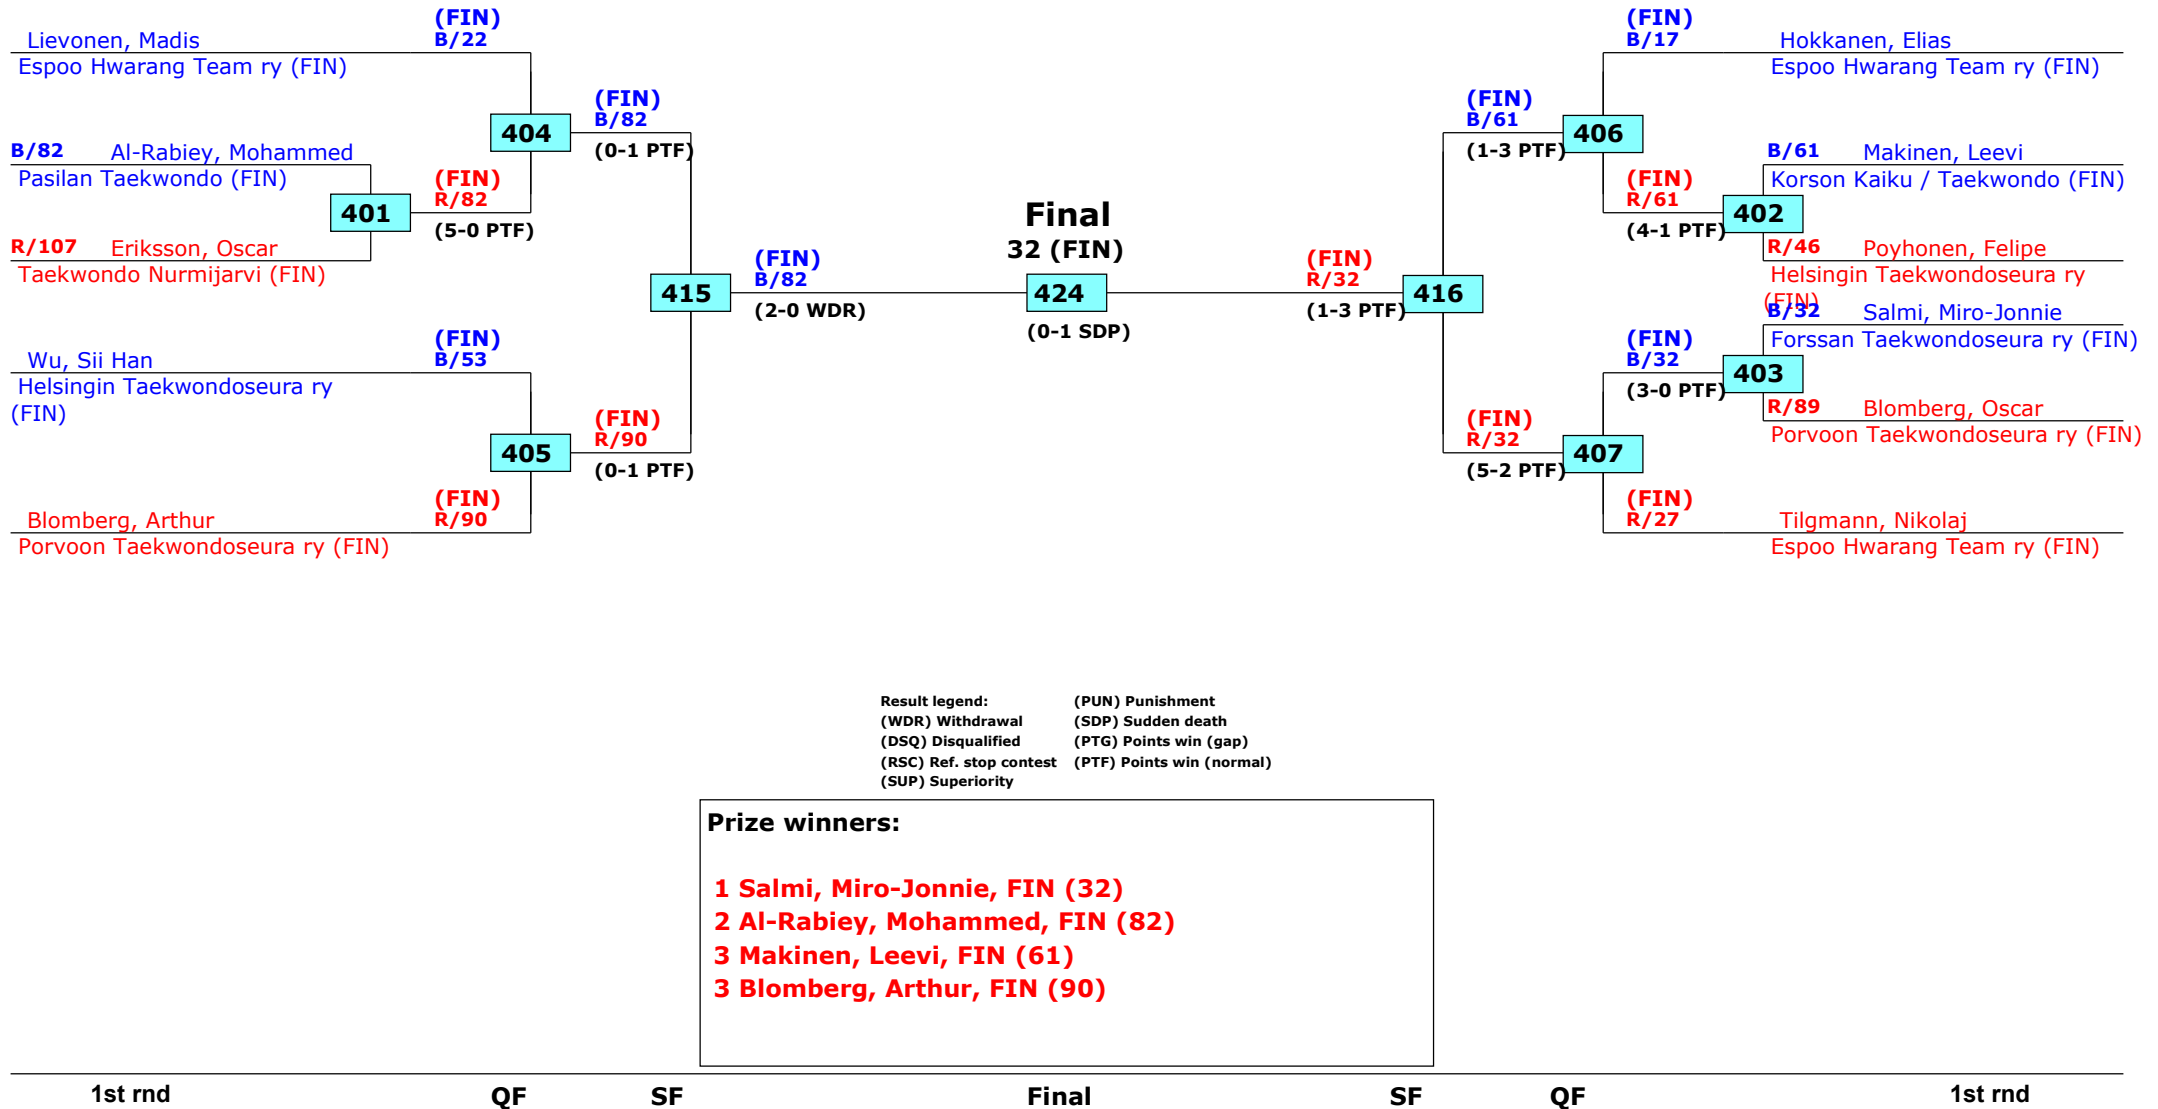 (FIN)
B/22
Lievonen, Madis
Espoo Hwarang Team ry (FIN)
404
(FIN)
B/82
(0-1 PTF)
B/82 Al-Rabiey, Mohammed
Pasilan Taekwondo (FIN)
401
(FIN)
R/82
(5-0 PTF)
R/107 Eriksson, Oscar
Taekwondo Nurmijarvi (FIN)
415
(FIN)
B/82
(2-0 WDR)
Wu, Sii Han
Helsingin Taekwondoseura ry
(FIN)
(FIN)
B/53
405
(FIN)
R/90
(0-1 PTF)
(FIN)
R/90
Blomberg, Arthur
Porvoon Taekwondoseura ry (FIN)
Final
32 (FIN)
424
(0-1 SDP)
(FIN)
R/32
(1-3 PTF)
416
(FIN)
B/61
(1-3 PTF)
406
(FIN)
B/17
Hokkanen, Elias
Espoo Hwarang Team ry (FIN)
(FIN)
R/61
(4-1 PTF)
402
B/61 Makinen, Leevi
Korson Kaiku / Taekwondo (FIN)
R/46 Poyhonen, Felipe
Helsingin Taekwondoseura ry
(FIN)
B/32 Salmi, Miro-Jonnie
Forssan Taekwondoseura ry (FIN)
(FIN)
B/32
(3-0 PTF)
403
R/89 Blomberg, Oscar
Porvoon Taekwondoseura ry (FIN)
(FIN)
R/32
(5-2 PTF)
407
(FIN)
R/27
Tilgmann, Nikolaj
Espoo Hwarang Team ry (FIN)
Result legend: (PUN) Punishment
(WDR) Withdrawal (SDP) Sudden death
(DSQ) Disqualified (PTG) Points win (gap)
(RSC) Ref. stop contest (PTF) Points win (normal)
(SUP) Superiority
Prize winners:
1 Salmi, Miro-Jonnie, FIN (32)
2 Al-Rabiey, Mohammed, FIN (82)
3 Makinen, Leevi, FIN (61)
3 Blomberg, Arthur, FIN (90)
1st rnd QF SF Final SF QF 1st rnd